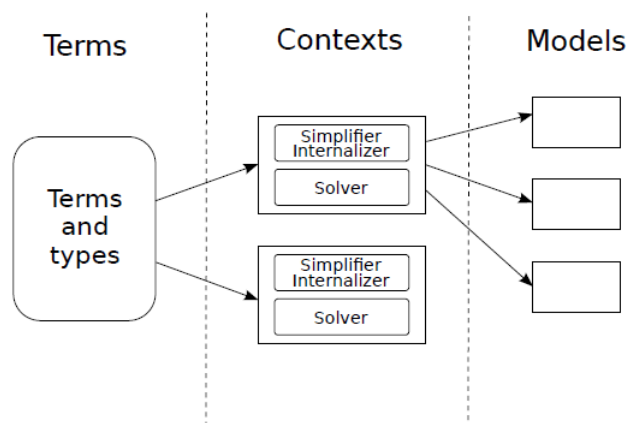 Terms
Contexts
Models
Terms
and
types
Simplifier
Internalizer
Solver
Simplifier
Internalizer
Solver